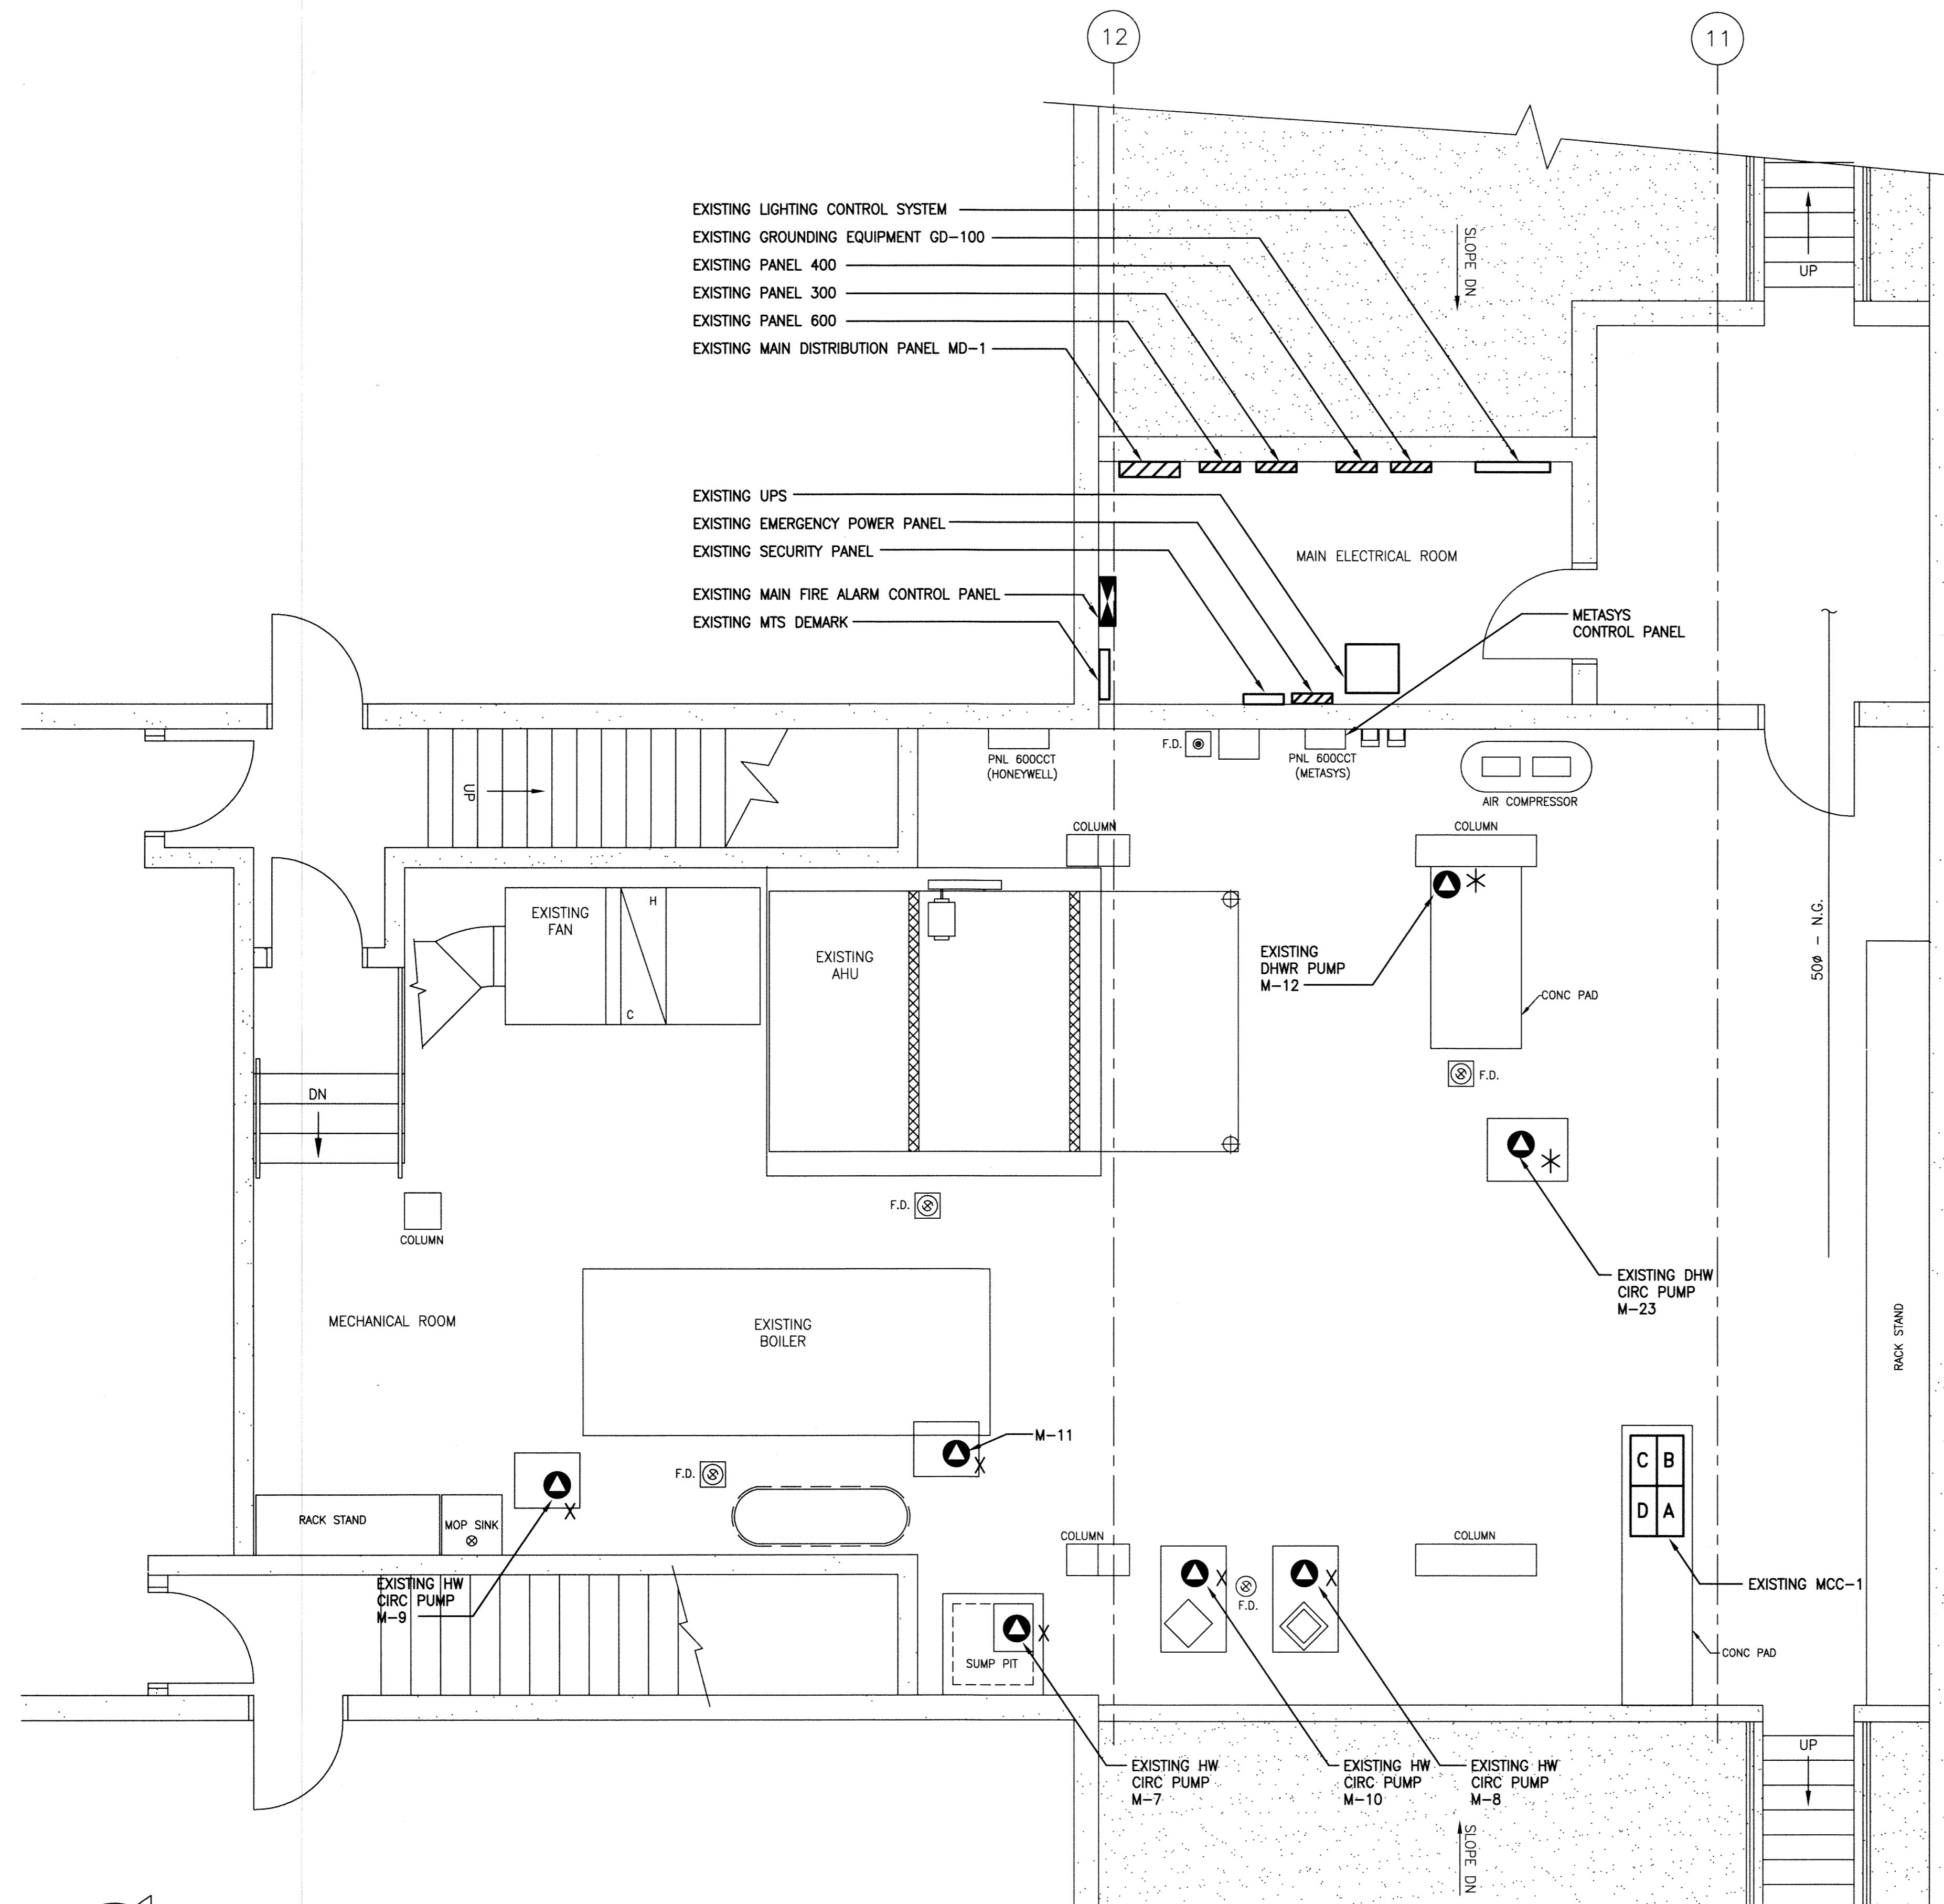 12
11
EXISTING LIGHTING CONTROL SYSTEM
EXISTING GROUNDING EQUIPMENT GD-100
EXISTING PANEL 400
EXISTING PANEL 300
EXISTING PANEL 600
EXISTING MAIN DISTRIBUTION PANEL MD-1
SLOPE DN
UP
EXISTING UPS
EXISTING EMERGENCY POWER PANEL
EXISTING SECURITY PANEL
EXISTING MAIN FIRE ALARM CONTROL PANEL
EXISTING MTS DEMARK
MAIN ELECTRICAL ROOM
METASYS
CONTROL PANEL
UP
PNL 600CCT
(HONEYWELL)
F.D.
PNL 600CCT
(METASYS)
AIR COMPRESSOR
COLUMN
COLUMN
EXISTING
FAN
H
C
EXISTING
AHU
EXISTING
DHWR PUMP
M-12
CONC PAD
50ø - N.G.
F.D.
DN
F.D.
COLUMN
EXISTING DHW
CIRC PUMP
M-23
MECHANICAL ROOM
EXISTING
BOILER
RACK STAND
M-11
F.D.
C B
D A
RACK STAND
MOP SINK
COLUMN
COLUMN
EXISTING HW
CIRC PUMP
M-9
F.D.
EXISTING MCC-1
SUMP PIT
CONC PAD
EXISTING HW
CIRC PUMP
M-7
EXISTING HW
CIRC PUMP
M-10
EXISTING HW
CIRC PUMP
M-8
UP
SLOPE DN